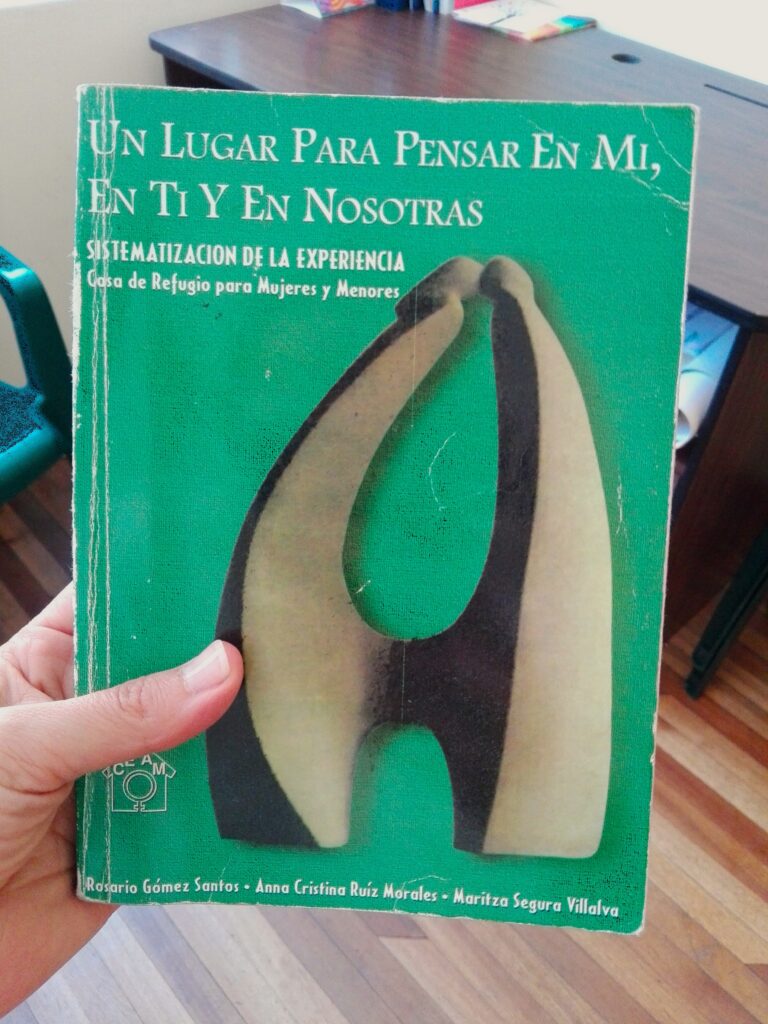 UN LUGAR PARA PENSAR EN MI,
EN TI Y EN NOSOTRAS
SISTEMATIZACION DE LA EXPERIENCIA
Casa de Refugio para Mujeres y Menores
CEAM
Rosario Gómez Santos • Anna Cristina Ruíz Morales • Maritza Segura Villalva